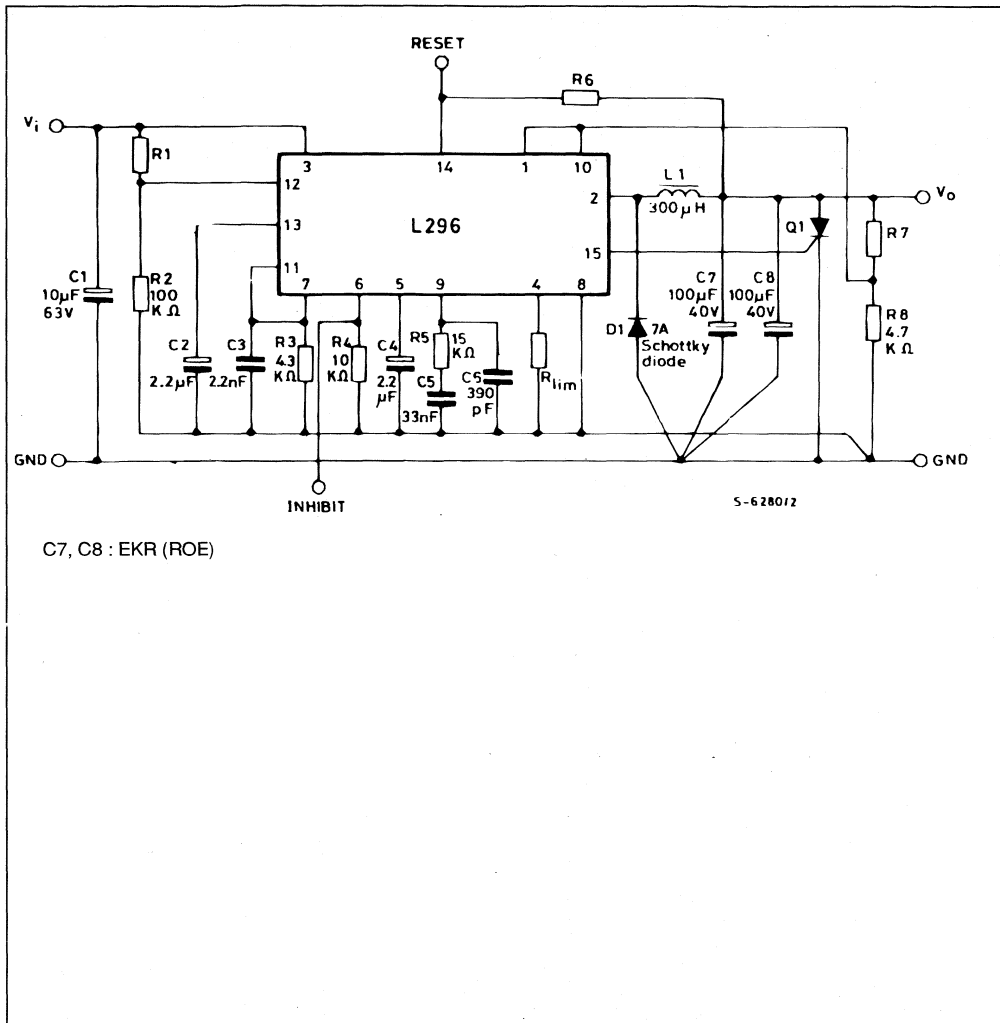 RESET
R6
Vi
R1
3
14
1
10
12
L296
2
L1
300μH
Vo
13
Q1
R7
15
11
7
6
5
9
4
8
C1
10μF
63V
R2
100
KΩ
C7
100μF
40V
C8
100μF
40V
R8
4.7
KΩ
C2
2.2μF
C3
2.2nF
R3
4.3
KΩ
R4
10
KΩ
C4
2.2
μF
R5
15
KΩ
C5
33nF
C6
390
pF
Rlim
D1
7A
Schottky
diode
GND
GND
INHIBIT
S-6280/2
C7, C8 : EKR (ROE)